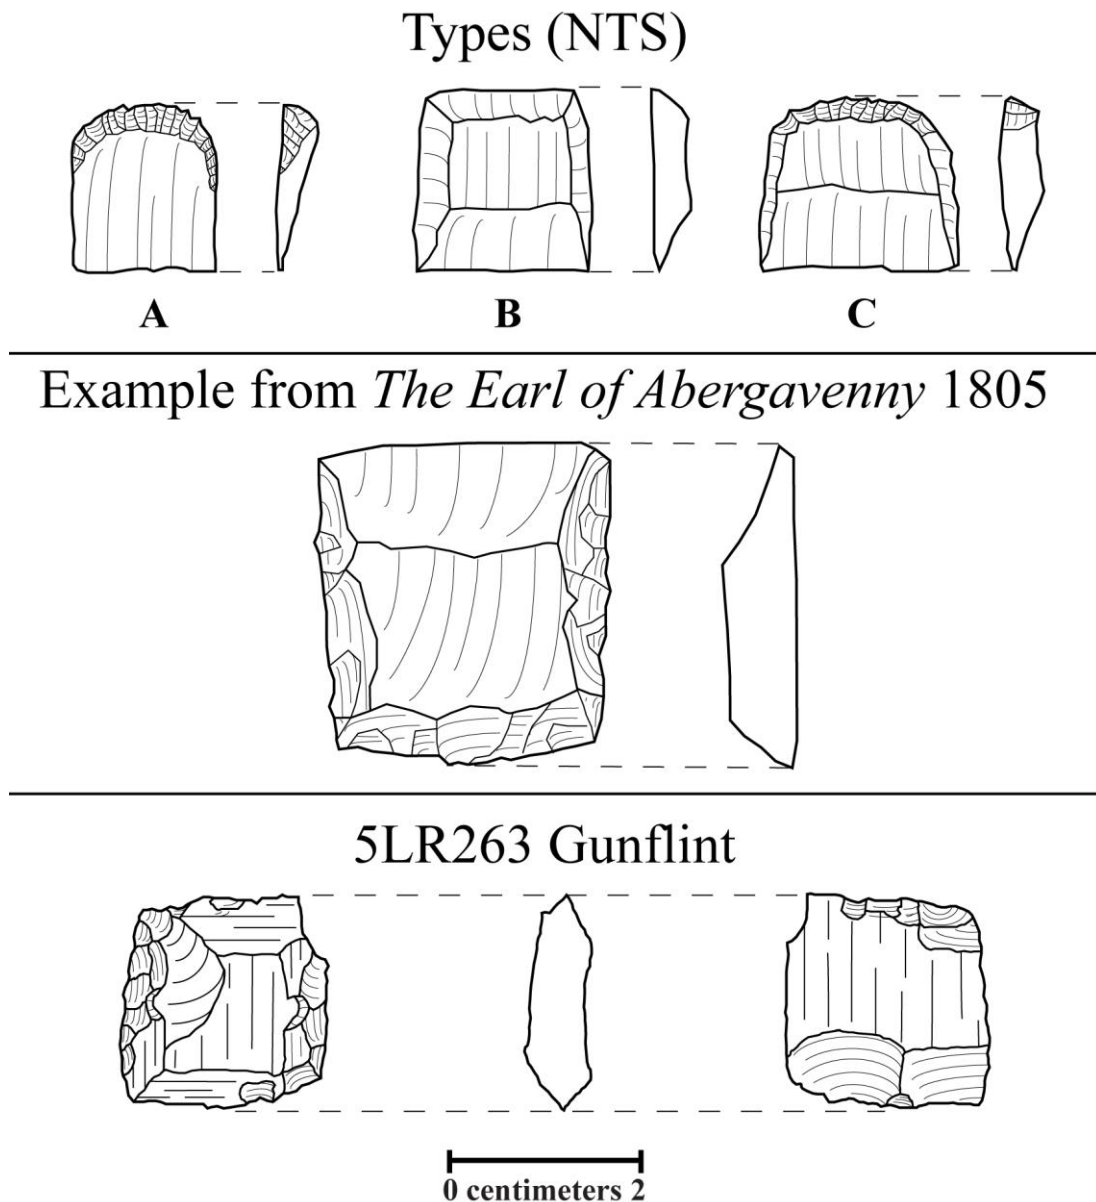 Types (NTS)
A B C
Example from The Earl of Abergavenny 1805
5LR263 Gunflint
0 centimeters 2